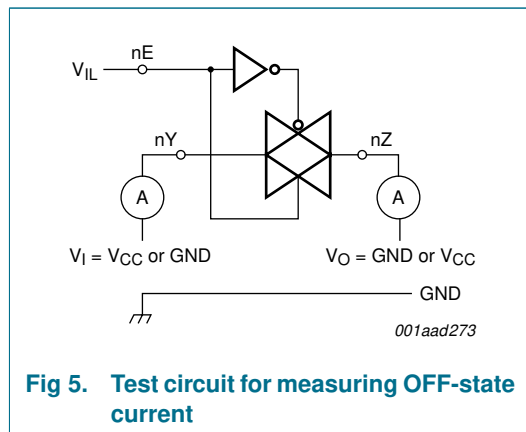 nE
VIL
nY
nZ
A
A
VI = VCC or GND
VO = GND or VCC
GND
001aad273
Fig 5. Test circuit for measuring OFF-state
current